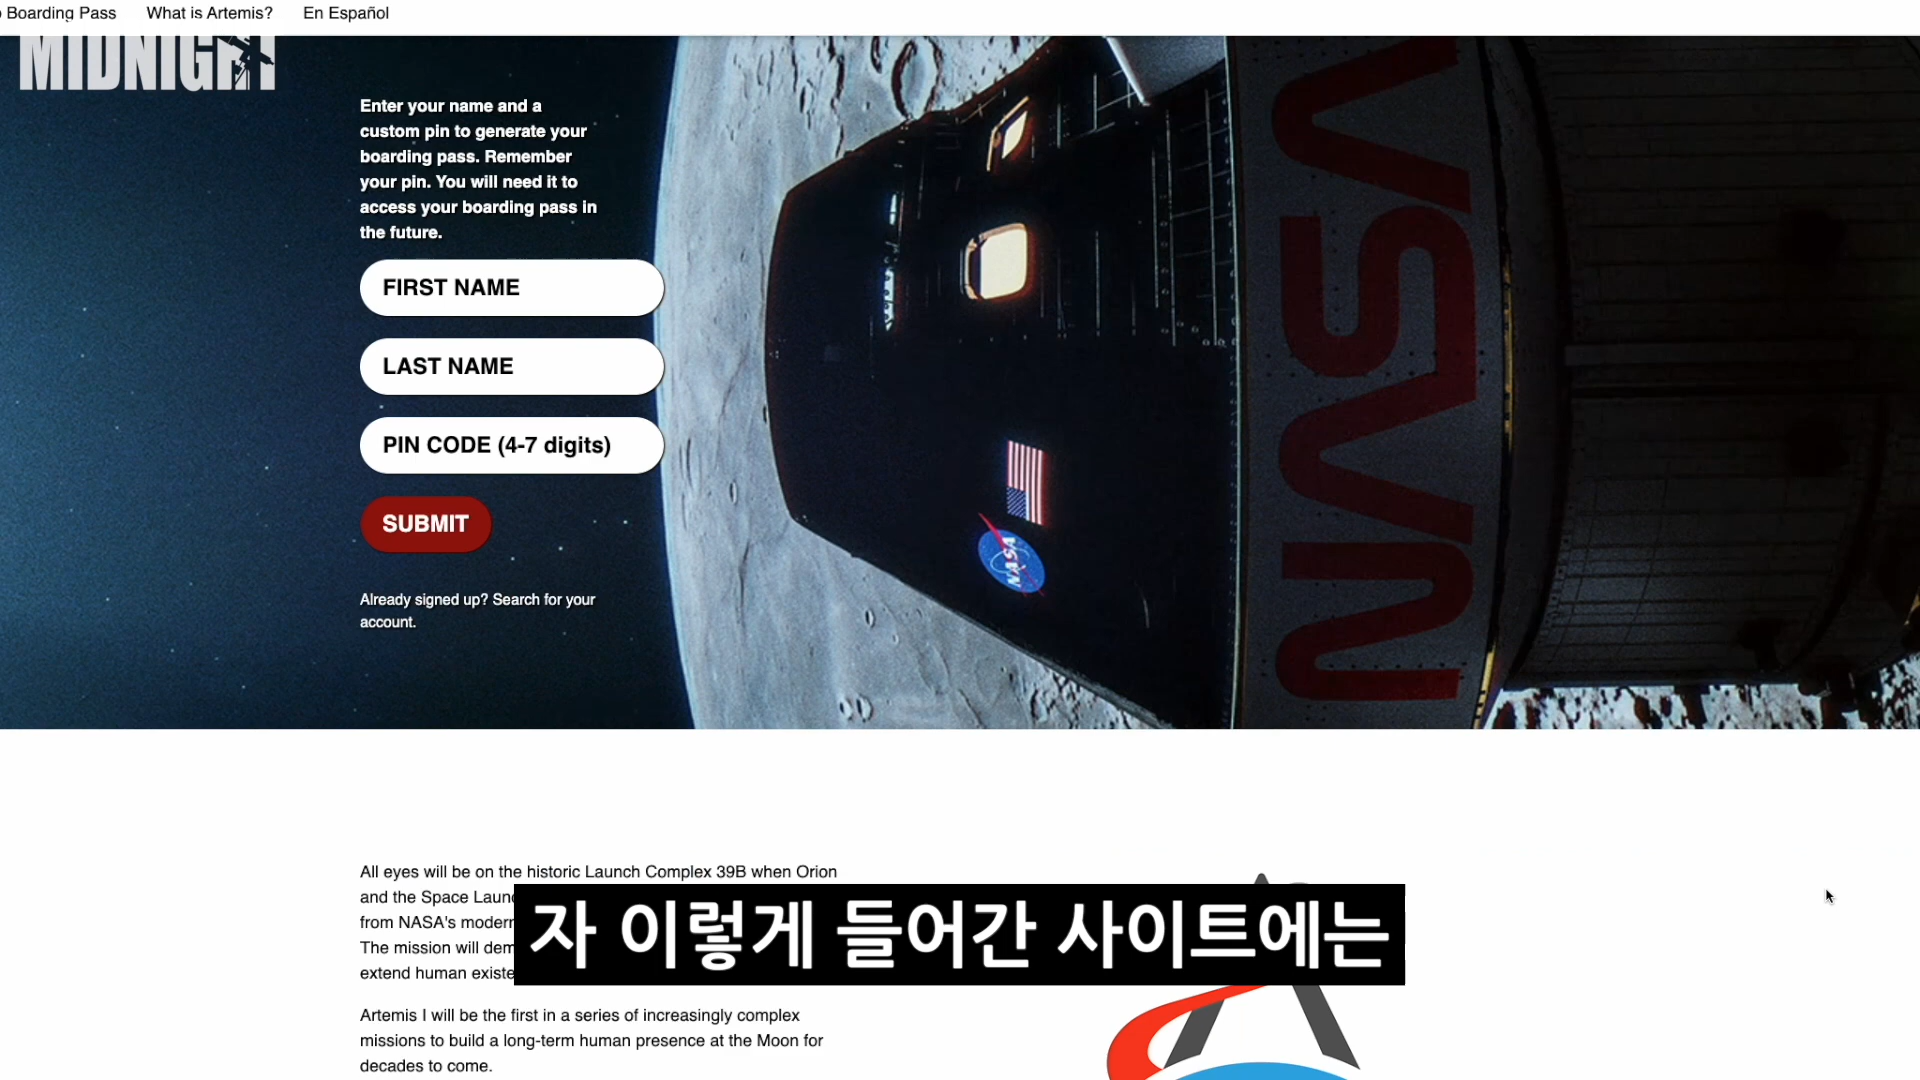 Boarding Pass
What is Artemis?
En Español
MIDNIGHT
Enter your name and a
custom pin to generate your
boarding pass. Remember
your pin. You will need it to
access your boarding pass in
the future.
FIRST NAME
LAST NAME
PIN CODE (4-7 digits)
SUBMIT
Already signed up? Search for your
account.
NASA
NASA
All eyes will be on the historic Launch Complex 39B when Orion
and the Space
from NASA's
The mission will
extend human
자 이렇게 들어간 사이트에는
Artemis I will be the first in a series of increasingly complex
missions to build a long-term human presence at the Moon for
decades to come.